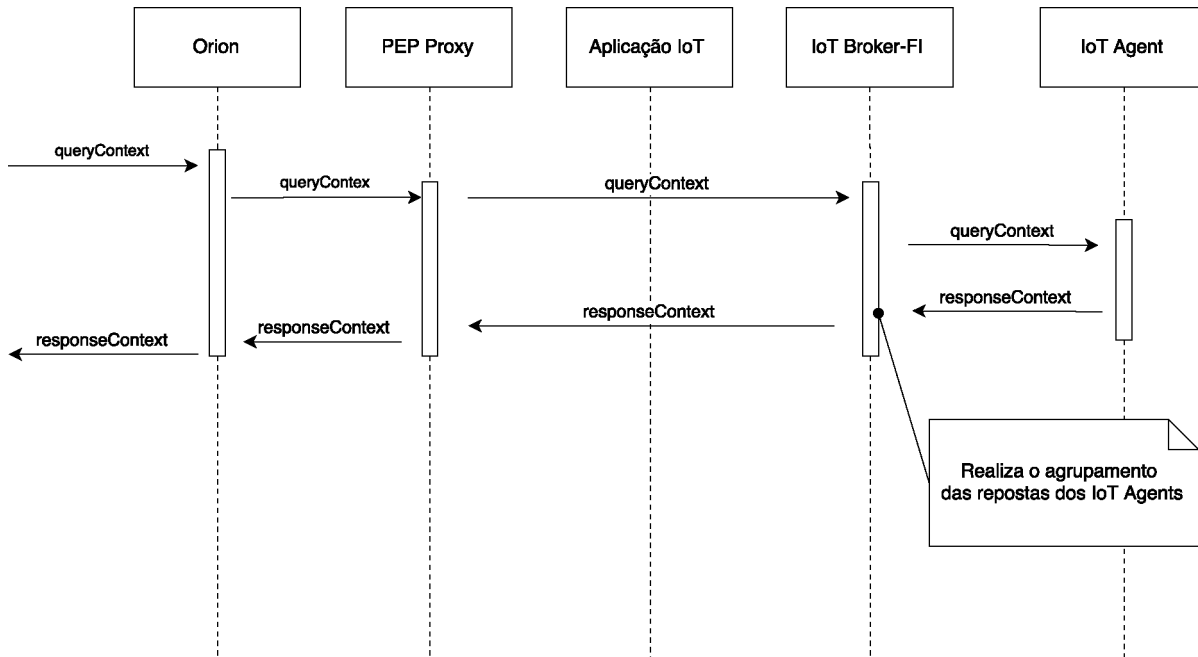 Orion
PEP Proxy
Aplicação IoT
IoT Broker-FI
IoT Agent
queryContext
queryContex
queryContext
queryContext
responseContext
responseContext
responseContext
responseContext
Realiza o agrupamento
das repostas dos IoT Agents